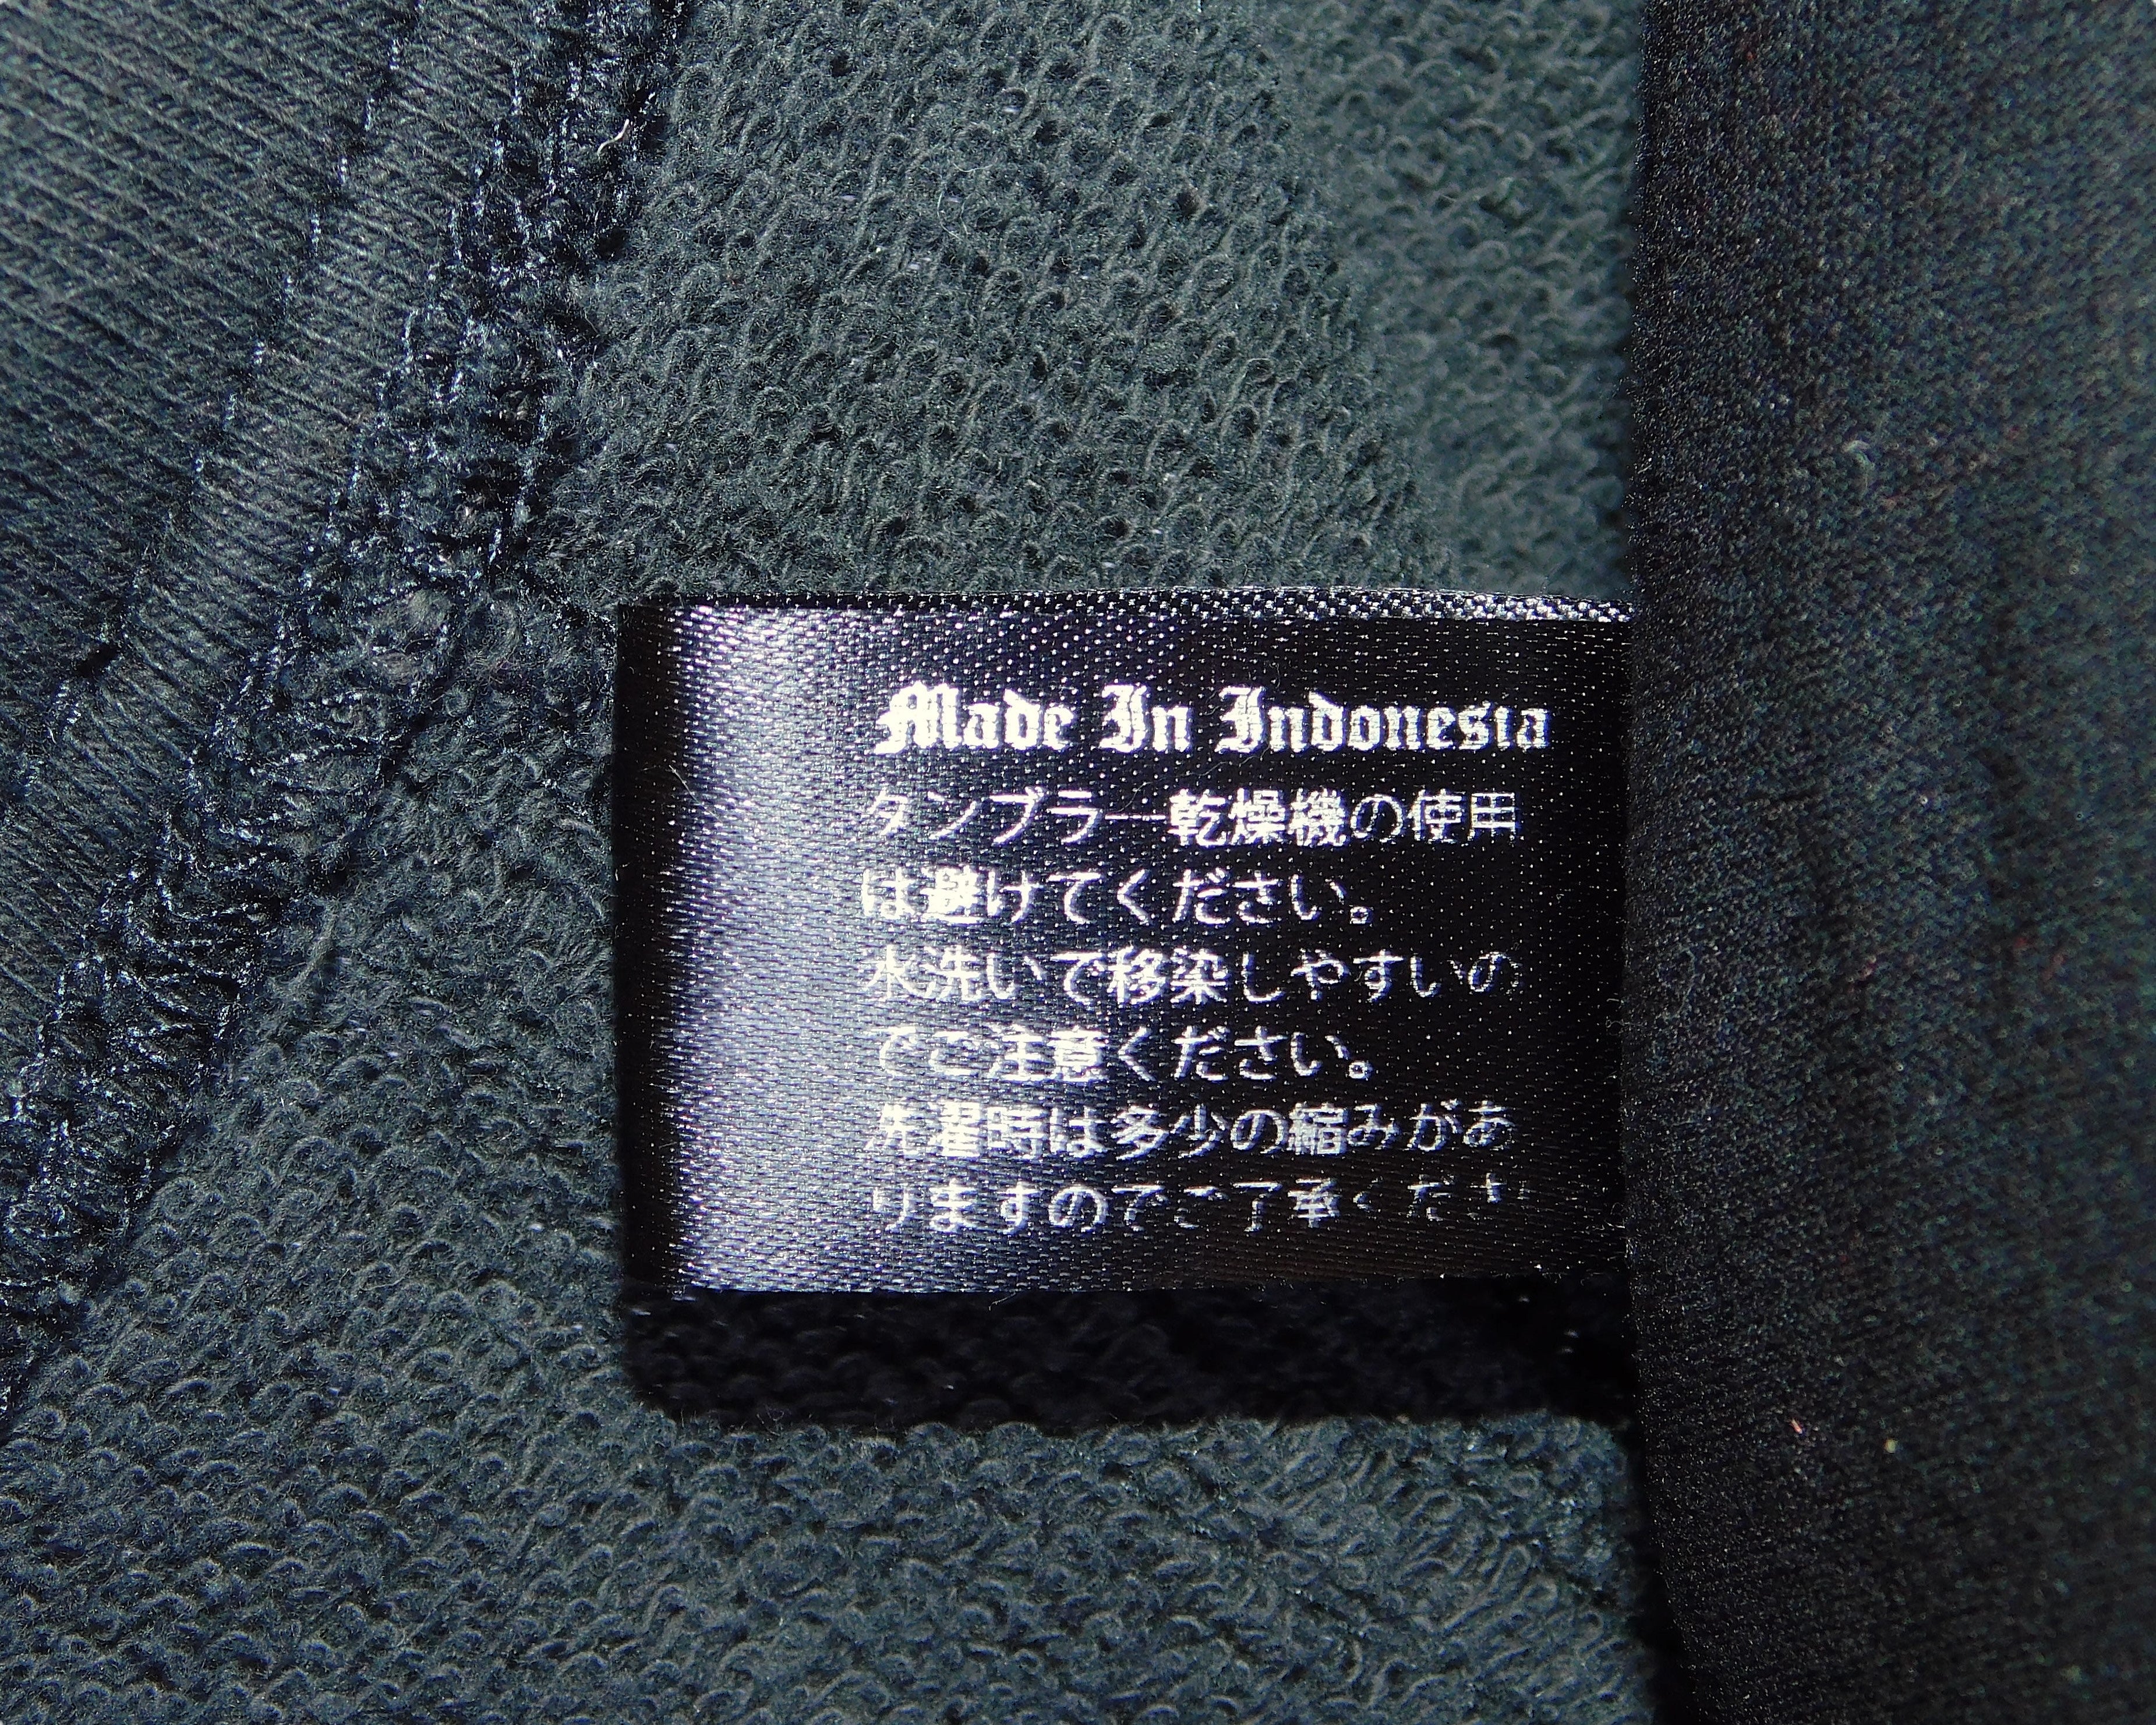 Made In Indonesia
タンブラー乾燥機の使用
は避けてください。
水洗いで移染しやすいの
でご注意ください。
洗濯時は多少の縮みがあ
りますのでご了承くださ